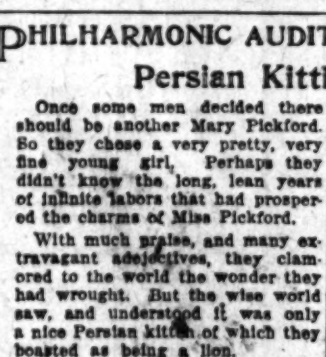 PHILHARMONIC AUDIT
Persian Kitt
Once some men decided there
should be another Mary Pickford.
So they chose a very pretty, very
fine young girl, Perhaps they
didn't know the long, lean years
of infinite labors that had prosper-
ed the charms of Miss Pickford.
With much praise, and many ex-
travagant adejectives, they clam-
ored to the world the wonder they
had wrought. But the wise world
saw, and understood it was only
a nice Persian kitten of which they
boasted as being a lion.